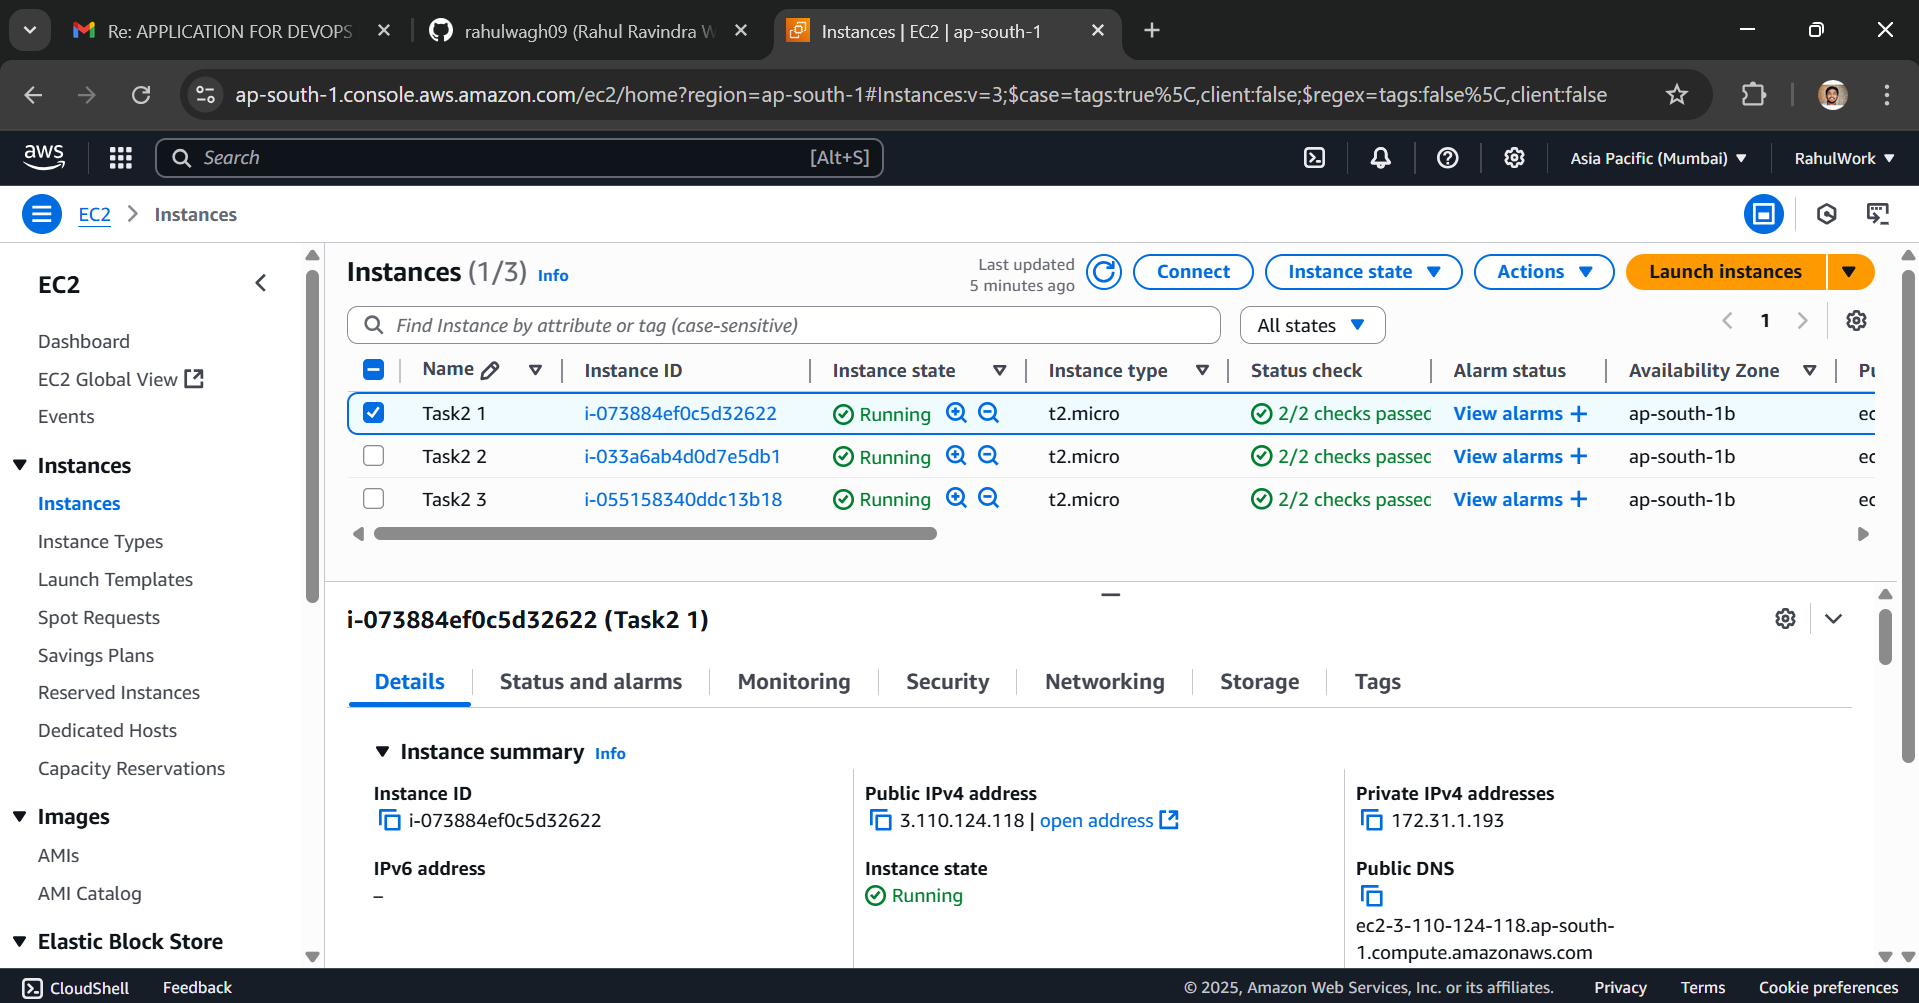 Re: APPLICATION FOR DEVOPS
rahulwagh09 (Rahul Ravindra W
Instances | EC2 | ap-south-1
ap-south-1.console.aws.amazon.com/ec2/home?region=ap-south-1#Instances:v=3;$case=tags:true%5C,client:false;$regex=tags:false%5C,client:false
aws
Search
[Alt+S]
Asia Pacific (Mumbai)
RahulWork
EC2
Instances
EC2
Dashboard
EC2 Global View
Events
Instances
Instances
Instance Types
Launch Templates
Spot Requests
Savings Plans
Reserved Instances
Dedicated Hosts
Capacity Reservations
Images
AMIs
AMI Catalog
Elastic Block Store
Instances (1/3) Info
Last updated
5 minutes ago
Connect
Instance state
Actions
Launch instances
Find Instance by attribute or tag (case-sensitive)
All states
1
Name Instance ID Instance state Instance type Status check Alarm status Availability Zone Pu
Task2 1 i-073884ef0c5d32622 Running t2.micro 2/2 checks passed View alarms + ap-south-1b ec
Task2 2 i-033a6ab4d0d7e5db1 Running t2.micro 2/2 checks passed View alarms + ap-south-1b ec
Task2 3 i-055158340ddc13b18 Running t2.micro 2/2 checks passed View alarms + ap-south-1b ec
i-073884ef0c5d32622 (Task2 1)
Details
Status and alarms
Monitoring
Security
Networking
Storage
Tags
Instance summary Info
Instance ID
i-073884ef0c5d32622
Public IPv4 address
3.110.124.118 | open address
Private IPv4 addresses
172.31.1.193
IPv6 address
–
Instance state
Running
Public DNS
ec2-3-110-124-118.ap-south-
1.compute.amazonaws.com
CloudShell
Feedback
© 2025, Amazon Web Services, Inc. or its affiliates.
Privacy
Terms
Cookie preferences